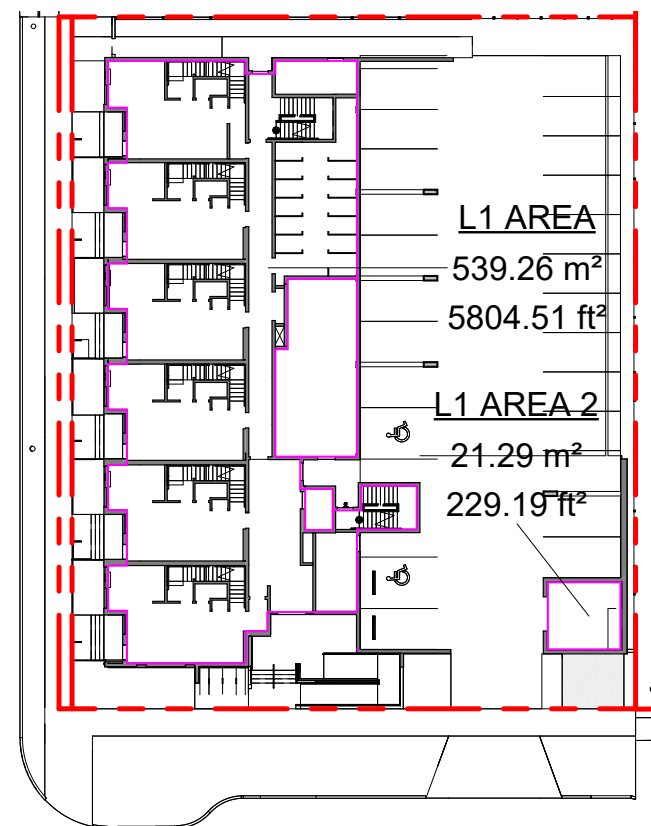 L1 AREA
539.26 m²
5804.51 ft²
L1 AREA 2
21.29 m²
229.19 ft²